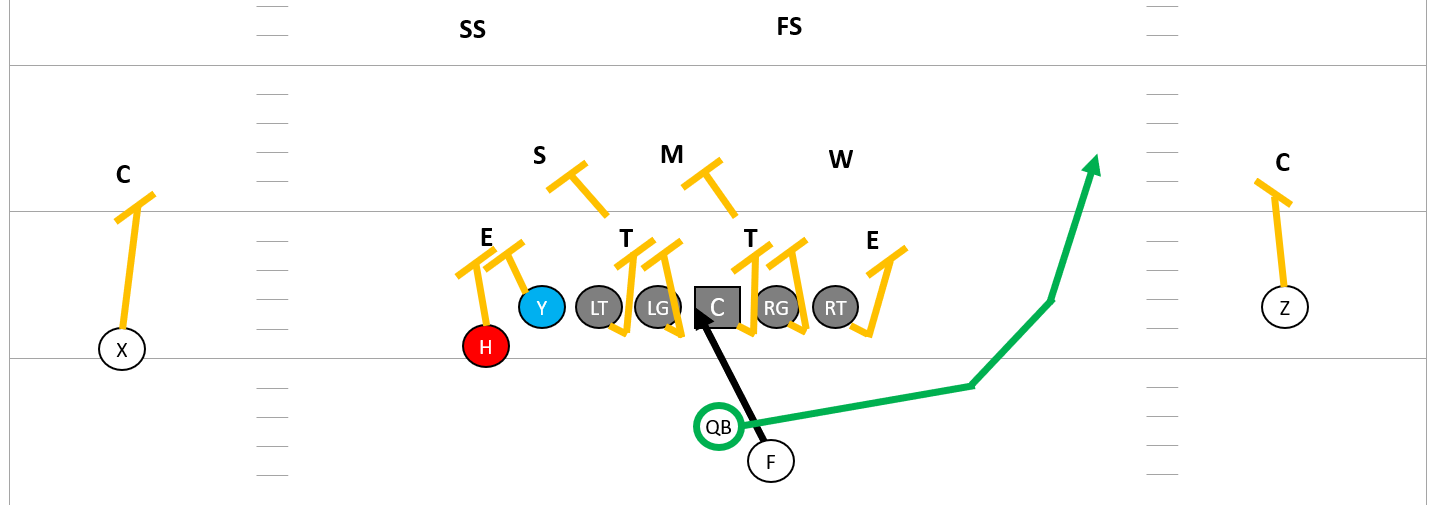 SS FS
C S M W C
E T T E
X H Y LT LG C RG RT Z
QB
F